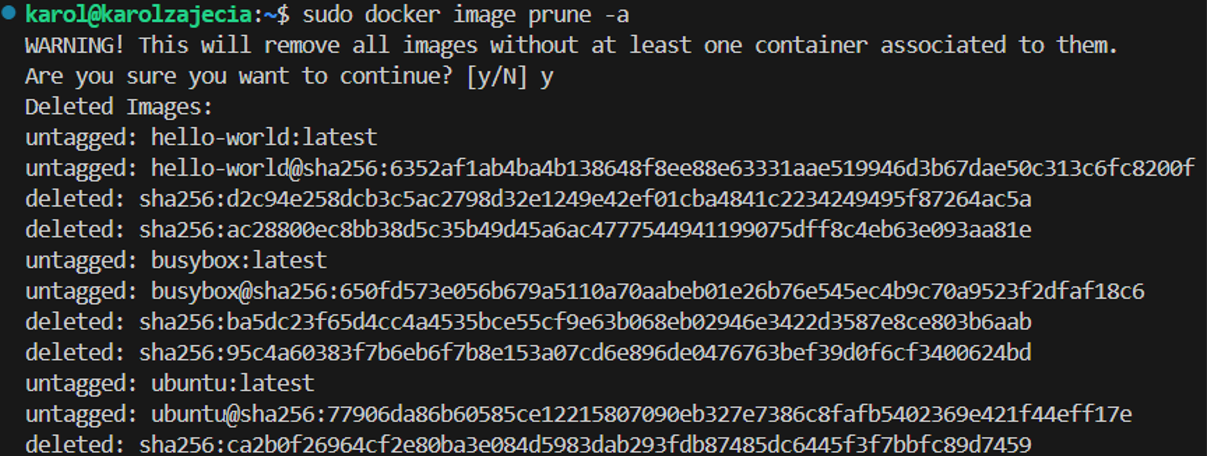 karol@karolzajecia:~$ sudo docker image prune -a
WARNING! This will remove all images without at least one container associated to them.
Are you sure you want to continue? [y/N] y
Deleted Images:
untagged: hello-world:latest
untagged: hello-world@sha256:6352af1ab4ba4b138648f8ee88e63331aae519946d3b67dae50c313c6fc8200f
deleted: sha256:d2c94e258dcb3c5ac2798d32e1249e42ef01cba4841c2234249495f87264ac5a
deleted: sha256:ac28800ec8bb38d5c35b49d45a6ac4777544941199075dff8c4eb63e093aa81e
untagged: busybox:latest
untagged: busybox@sha256:650fd573e056b679a5110a70aabeb01e26b76e545ec4b9c70a9523f2dfaf18c6
deleted: sha256:ba5dc23f65d4cc4a4535bce55cf9e63b068eb02946e3422d3587e8ce803b6aab
deleted: sha256:95c4a60383f7b6eb6f7b8e153a07cd6e896de0476763bef39d0f6cf3400624bd
untagged: ubuntu:latest
untagged: ubuntu@sha256:77906da86b60585ce12215807090eb327e7386c8fafb5402369e421f44eff17e
deleted: sha256:ca2b0f26964cf2e80ba3e084d5983dab293fdb87485dc6445f3f7bbfc89d7459